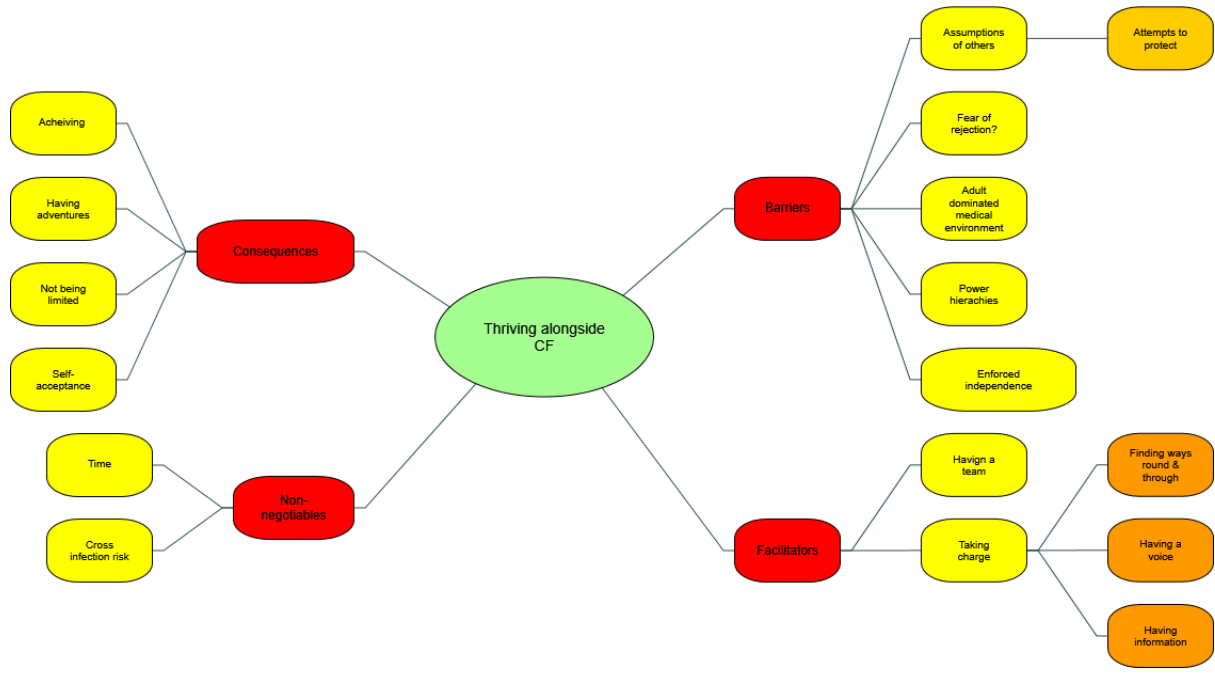 Thriving alongside
CF
Consequences
Acheiving
Having
adventures
Not being
limited
Self-
acceptance
Non-
negotiables
Time
Cross
infection risk
Barriers
Assumptions
of others
Attempts to
protect
Fear of
rejection?
Adult
dominated
medical
environment
Power
hierachies
Enforced
independence
Facilitators
Havign a
team
Taking
charge
Finding ways
round &
through
Having a
voice
Having
information